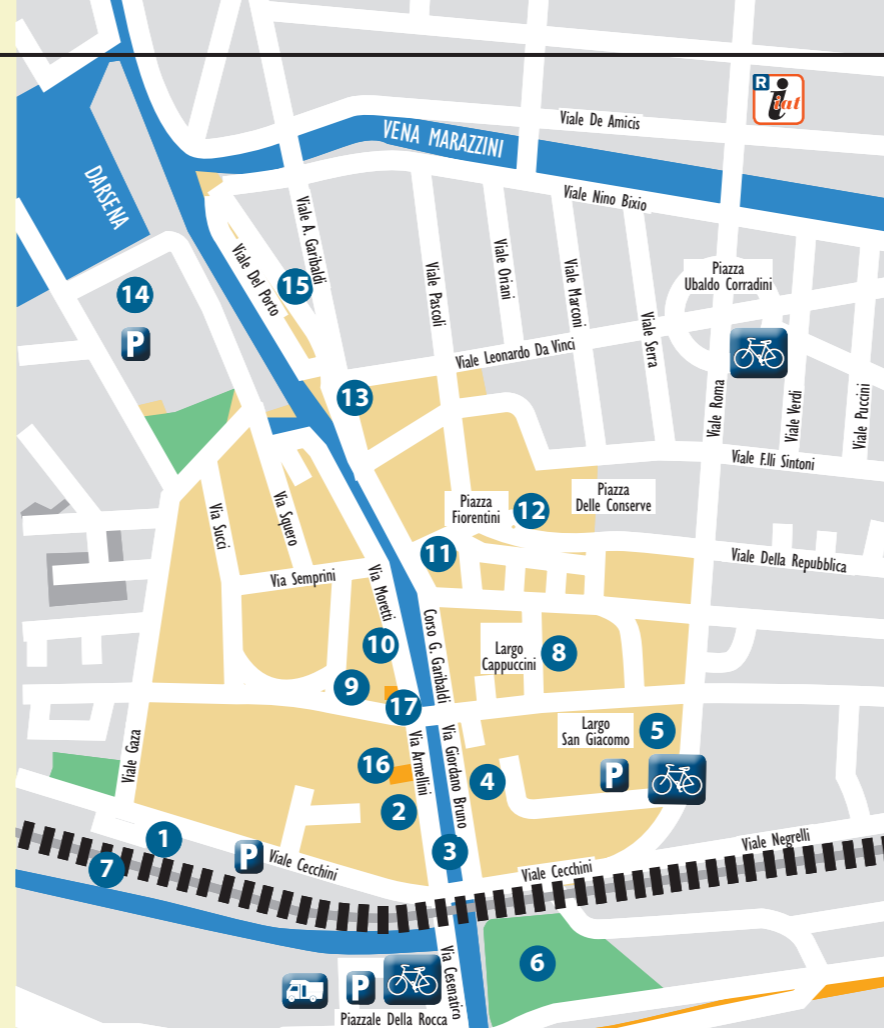 R
iat
Viale De Amicis
VENA MARAZZINI
DARSENA
Viale Nino Bixio
Viale A. Garibaldi
Viale Del Porto
15
14
P
Viale Pascoli
Viale Oriani
Viale Marconi
Viale Serra
Piazza
Ubaldo Corradini
Viale Leonardo Da Vinci
13
Viale Roma
Viale Verdi
Viale Puccini
Viale F.lli Sintoni
Piazza
Fiorentini
12
Piazza
Delle Conserve
Via Succi
Via Squero
11
Viale Della Repubblica
Via Semprini
Via Moretti
Corso G. Garibaldi
10
Largo
Cappuccini
8
9
17
Largo
San Giacomo
5
Viale Gaza
Via Armellini
Via Giordano Bruno
16
4
P
2
1
P
Viale Cecchini
3
Viale Cecchini
Viale Negrelli
7
6
P
Via Cesenatico
Piazzale Della Rocca